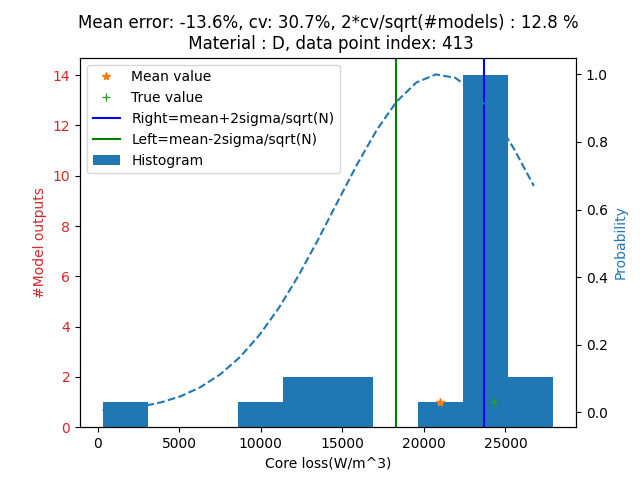 Mean error: -13.6%, cv: 30.7%, 2*cv/sqrt(#models) : 12.8 %
Material : D, data point index: 413
Mean value
True value
Right=mean+2sigma/sqrt(N)
Left=mean-2sigma/sqrt(N)
Histogram
#Model outputs
14
12
10
8
6
4
2
0
Probability
1.0
0.8
0.6
0.4
0.2
0.0
0
5000
10000
15000
20000
25000
Core loss(W/m^3)